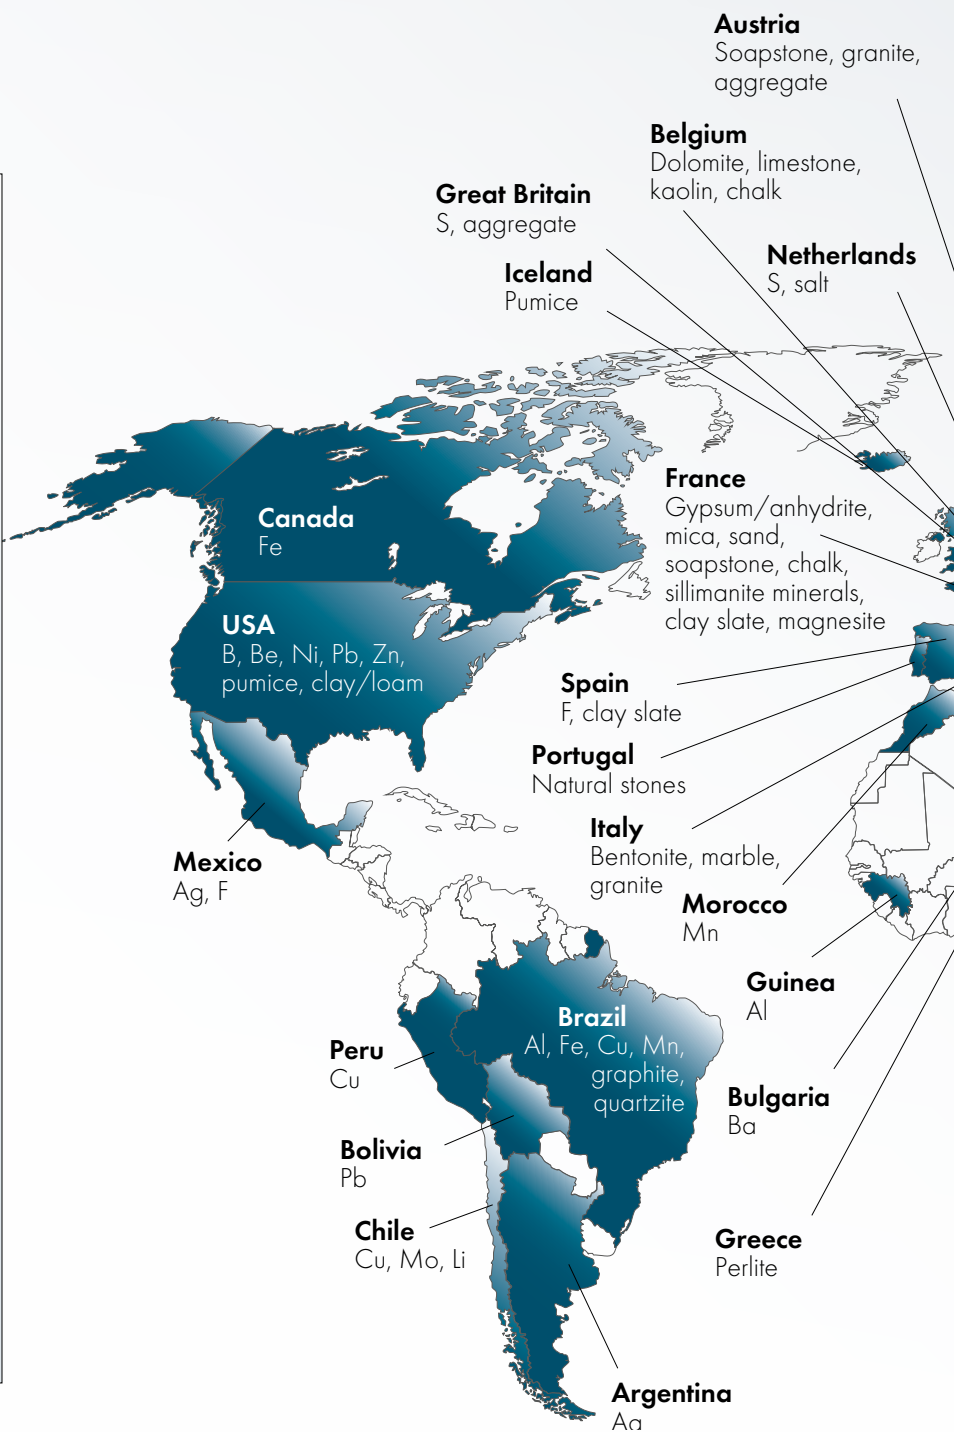 Austria
Soapstone, granite,
aggregate
Belgium
Dolomite, limestone,
kaolin, chalk
Great Britain
S, aggregate
Netherlands
S, salt
Iceland
Pumice
France
Gypsum/anhydrite,
mica, sand,
soapstone, chalk,
sillimanite minerals,
clay slate, magnesite
Canada
Fe
USA
B, Be, Ni, Pb, Zn,
pumice, clay/loam
Spain
F, clay slate
Portugal
Natural stones
Italy
Bentonite, marble,
granite
Mexico
Ag, F
Morocco
Mn
Guinea
Al
Brazil
Al, Fe, Cu, Mn,
graphite,
quartzite
Peru
Cu
Bulgaria
Ba
Bolivia
Pb
Chile
Cu, Mo, Li
Greece
Perlite
Argentina
Ag